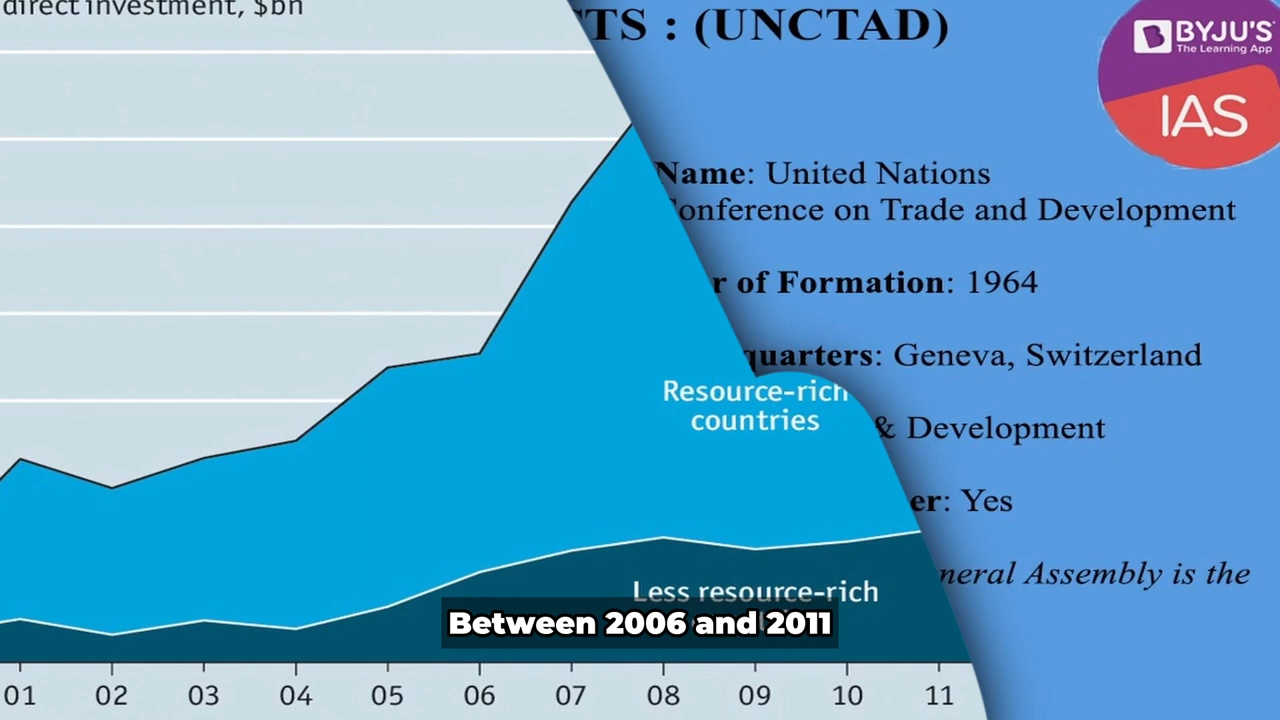 direct investment, $bn
TS : (UNCTAD)
BYJU'S
The Learning App
IAS
Name: United Nations
Conference on Trade and Development
of Formation: 1964
quarters: Geneva, Switzerland
Resource-rich
countries
& Development
er: Yes
neral Assembly is the
Less resource-rich
Between 2006 and 2011
01 02 03 04 05 06 07 08 09 10 11